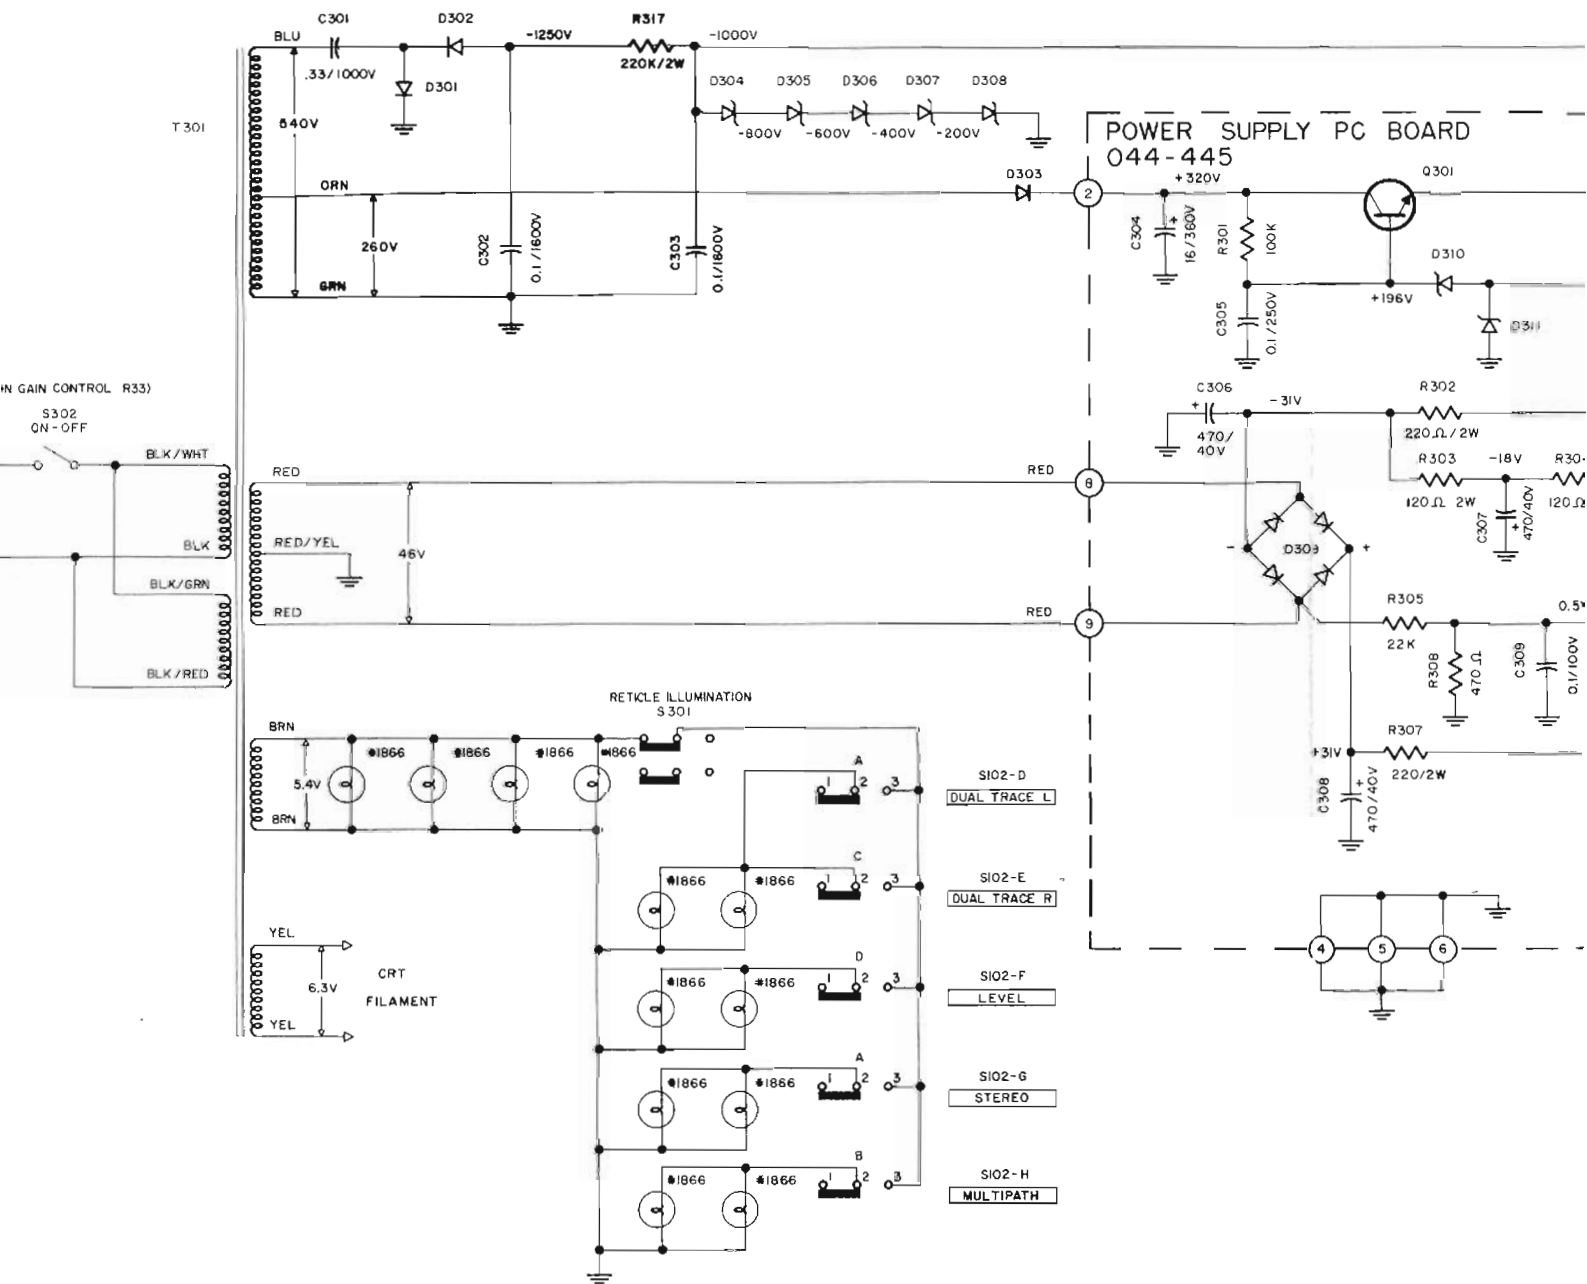 BLU
C301
.33/1000V
D302
D301
-1250V
R317
220K/2W
-1000V
D304
D305
D306
D307
D308
-800V
-600V
-400V
-200V
T301
540V
ORN
260V
GRN
C302
0.1/1600V
C303
0.1/1600V
D303
POWER SUPPLY PC BOARD
044-445
2
+320V
Q301
C304
+
16/360V
R301
100K
D310
+196V
C305
0.1/250V
D311
IN GAIN CONTROL R33)
S302
ON-OFF
BLK/WHT
BLK
BLK/GRN
BLK/RED
RED
RED/YEL
46V
RED
RED
8
RED
9
C306
+
470/
40V
-31V
R302
220Ω/2W
R303
-18V
120Ω 2W
C307
+
470/40V
120Ω
-
D309
+
R305
22K
0.5V
R308
470Ω
C309
0.1/100V
+31V
R307
220/2W
C308
+
470/40V
4
5
6
BRN
5.4V
BRN
#1866
#1866
#1866
#1866
RETICLE ILLUMINATION
S301
A
1
2
3
S102-D
DUAL TRACE L
#1866
#1866
C
1
2
3
S102-E
DUAL TRACE R
#1866
#1866
D
1
2
3
S102-F
LEVEL
#1866
#1866
A
1
2
3
S102-G
STEREO
#1866
#1866
B
1
2
3
S102-H
MULTIPATH
YEL
6.3V
YEL
CRT
FILAMENT